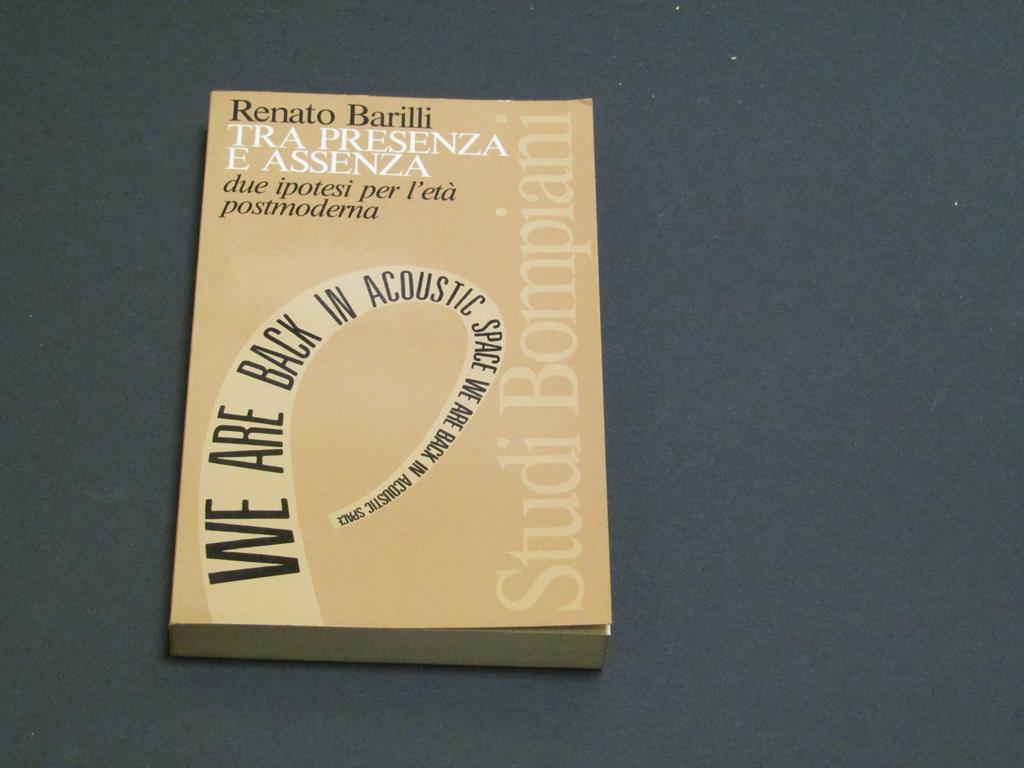 Renato Barilli
TRA PRESENZA
E ASSENZA
due ipotesi per l'età
postmoderna
WE ARE BACK IN ACOUSTIC SPACE WE ARE BACK IN ACOUSTIC SPACE
Studi Bompiani